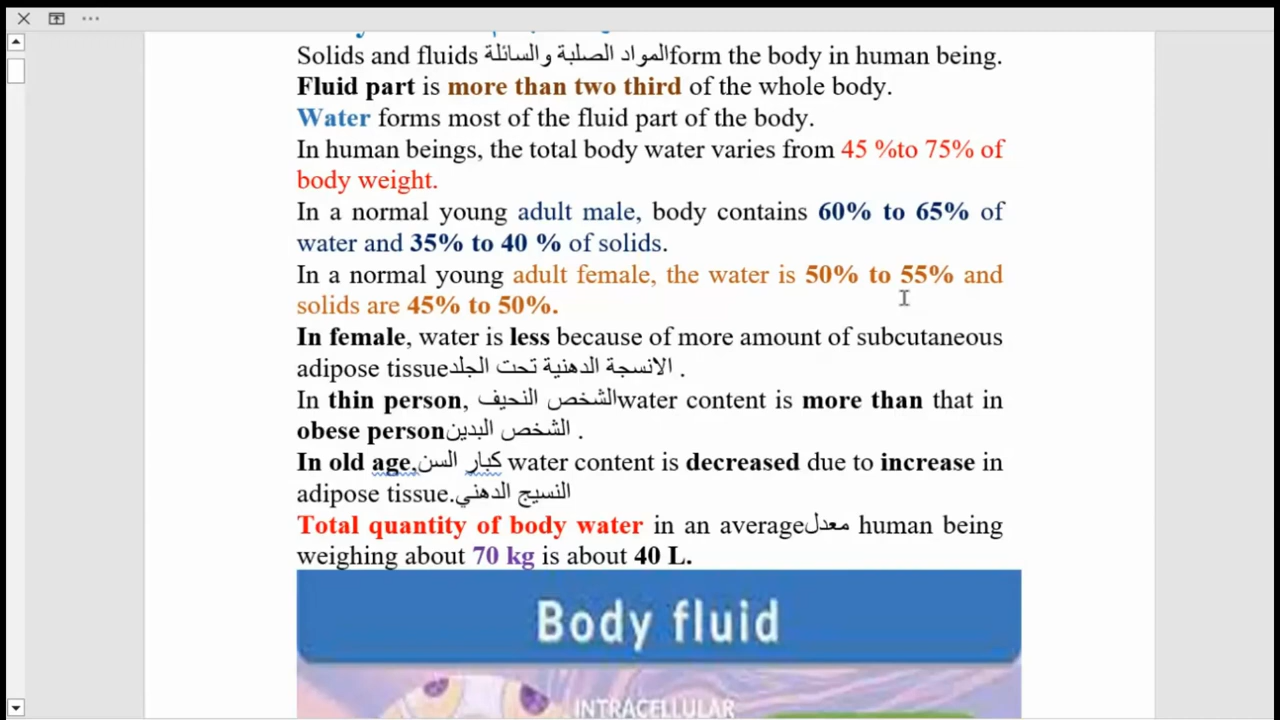 Solids and fluids المواد الصلبة والسائلة form the body in human being.
Fluid part is more than two third of the whole body.
Water forms most of the fluid part of the body.
In human beings, the total body water varies from 45 %to 75% of
body weight.
In a normal young adult male, body contains 60% to 65% of
water and 35% to 40 % of solids.
In a normal young adult female, the water is 50% to 55% and
solids are 45% to 50%.
In female, water is less because of more amount of subcutaneous
adipose tissue الانسجة الدهنية تحت الجلد .
In thin person, الشخص النحيف water content is more than that in
obese person الشخص البدين .
In old age, كبار السن water content is decreased due to increase in
adipose tissue. النسيج الدهني
Total quantity of body water in an average معدل human being
weighing about 70 kg is about 40 L.
Body fluid
INTRACELLULAR